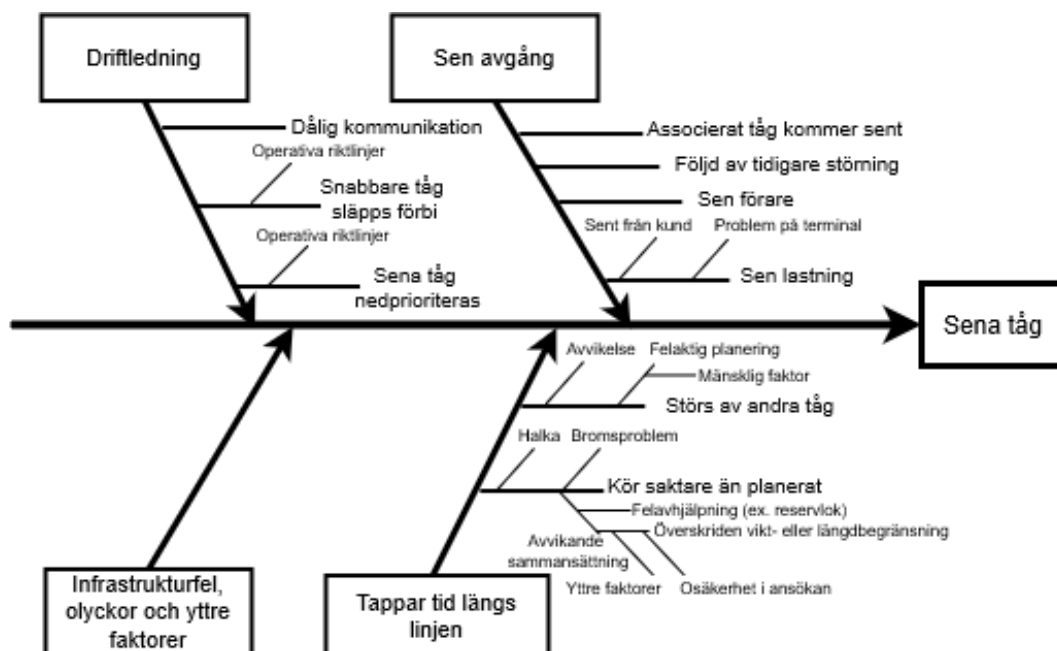 Driftledning
Sen avgång
Dålig kommunikation
Operativa riktlinjer
Snabbare tåg
släpps förbi
Operativa riktlinjer
Sena tåg
nedprioriteras
Associerat tåg kommer sent
Följd av tidigare störning
Sen förare
Sent från kund
Problem på terminal
Sen lastning
Sena tåg
Avvikelse
Felaktig planering
Mänsklig faktor
Störs av andra tåg
Halka
Bromsproblem
Kör saktare än planerat
Felavhjälpning (ex. reservlok)
Överskriden vikt- eller längdbegränsning
Avvikande
sammansättning
Yttre faktorer
Osäkerhet i ansökan
Infrastrukturfel,
olyckor och yttre
faktorer
Tappar tid längs
linjen